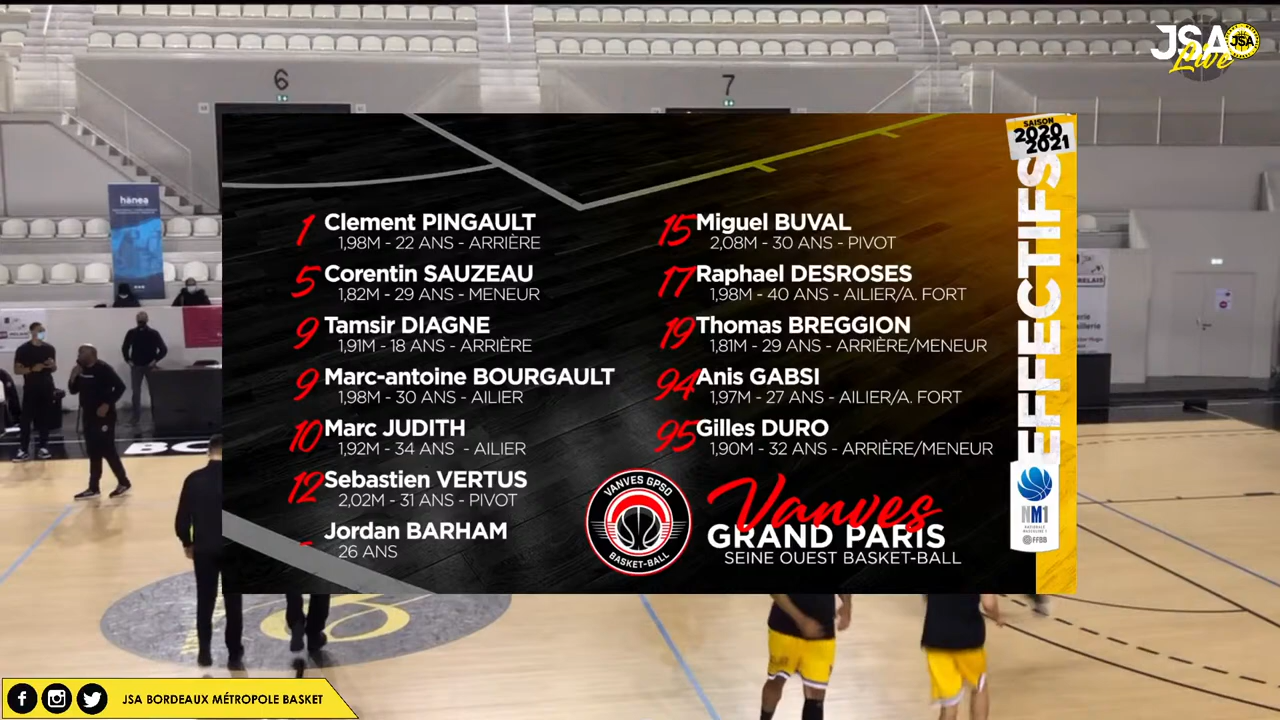 6
7
JSA
Live
JSA
hanea
SAISON
2020
2021
EFFECTIFS
1 Clement PINGAULT
1,98M - 22 ANS - ARRIÈRE
5 Corentin SAUZEAU
1,82M - 29 ANS - MENEUR
9 Tamsir DIAGNE
1,91M - 18 ANS - ARRIÈRE
9 Marc-antoine BOURGAULT
1,98M - 30 ANS - AILIER
10 Marc JUDITH
1,92M - 34 ANS - AILIER
12 Sebastien VERTUS
2,02M - 31 ANS - PIVOT
Jordan BARHAM
26 ANS
15 Miguel BUVAL
2,08M - 30 ANS - PIVOT
17 Raphael DESROSES
1,98M - 40 ANS - AILIER/A. FORT
19 Thomas BREGGION
1,81M - 29 ANS - ARRIÈRE/MENEUR
94 Anis GABSI
1,97M - 27 ANS - AILIER/A. FORT
95 Gilles DURO
1,90M - 32 ANS - ARRIÈRE/MENEUR
VANVES GPSO
BASKET-BALL
Vanves
GRAND PARIS
SEINE OUEST BASKET-BALL
NM1
NATIONALE
MASCULINE 1
FFBB
JSA BORDEAUX MÉTROPOLE BASKET